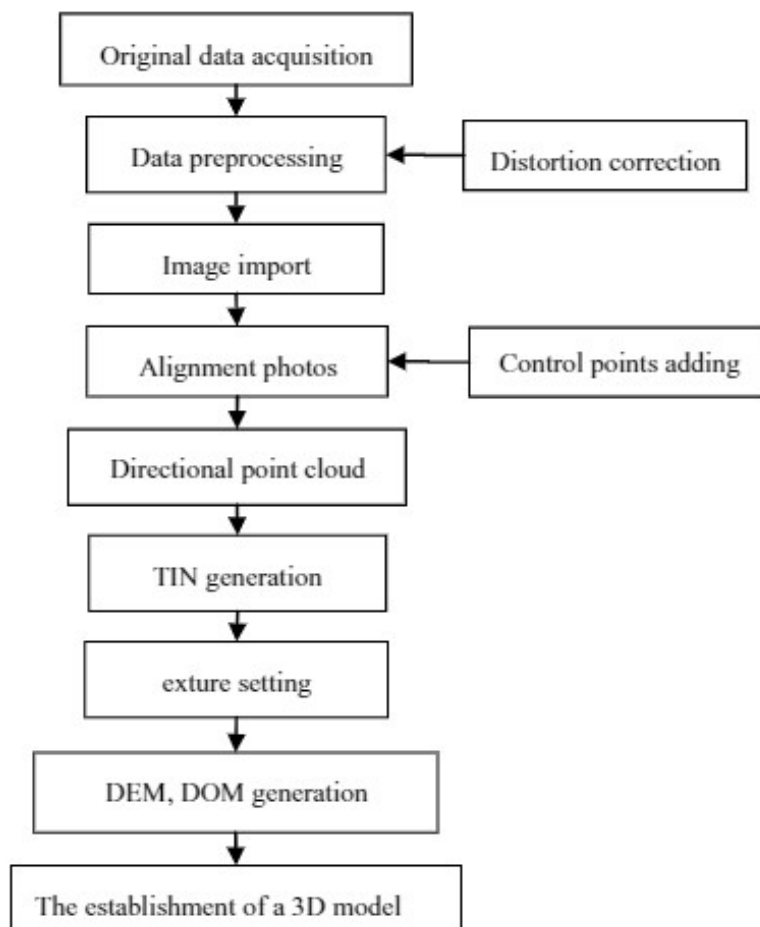 Original data acquisition
Data preprocessing
Distortion correction
Image import
Alignment photos
Control points adding
Directional point cloud
TIN generation
exture setting
DEM, DOM generation
The establishment of a 3D model